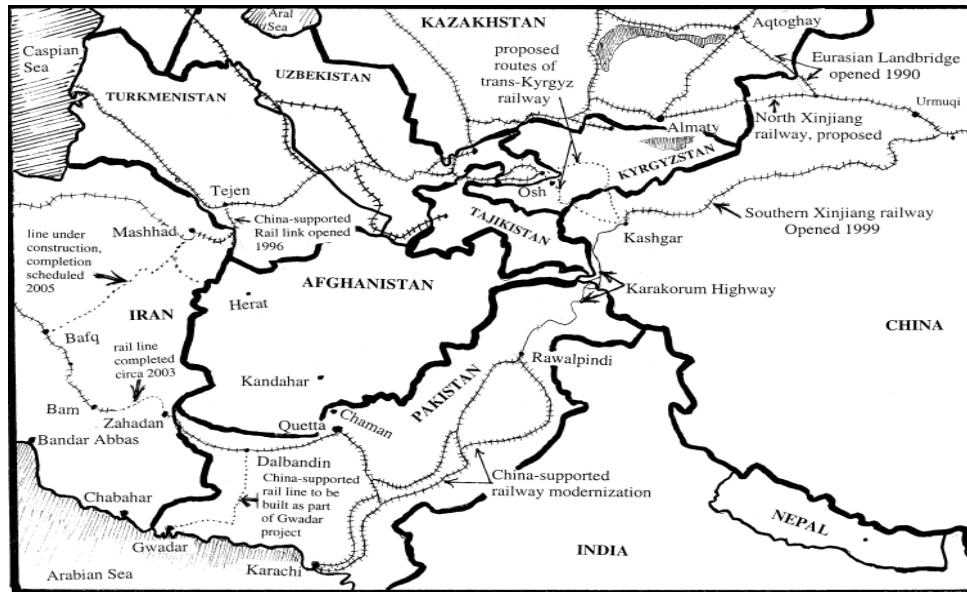 Aral
Sea
KAZAKHSTAN
Aqtoghay
Caspian
Sea
UZBEKISTAN
proposed
routes of
trans-Kyrgyz
railway
Eurasian Landbridge
opened 1990
TURKMENISTAN
Urmuqi
Almaty
North Xinjiang
railway, proposed
KYRGYZSTAN
Osh
Tejen
TAJIKISTAN
Mashhad
China-supported
Rail link opened
1996
Kashgar
Southern Xinjiang railway
Opened 1999
line under
construction,
completion
scheduled
2005
AFGHANISTAN
Herat
Karakorum Highway
IRAN
CHINA
Bafq
rail line
completed
circa 2003
Rawalpindi
Kandahar
PAKISTAN
Bam
Zahadan
Quetta
Chaman
Bandar Abbas
Dalbandin
China-supported
rail line to be
built as part
of Gwadar
project
China-supported
railway modernization
Chabahar
NEPAL
Gwadar
INDIA
Karachi
Arabian Sea